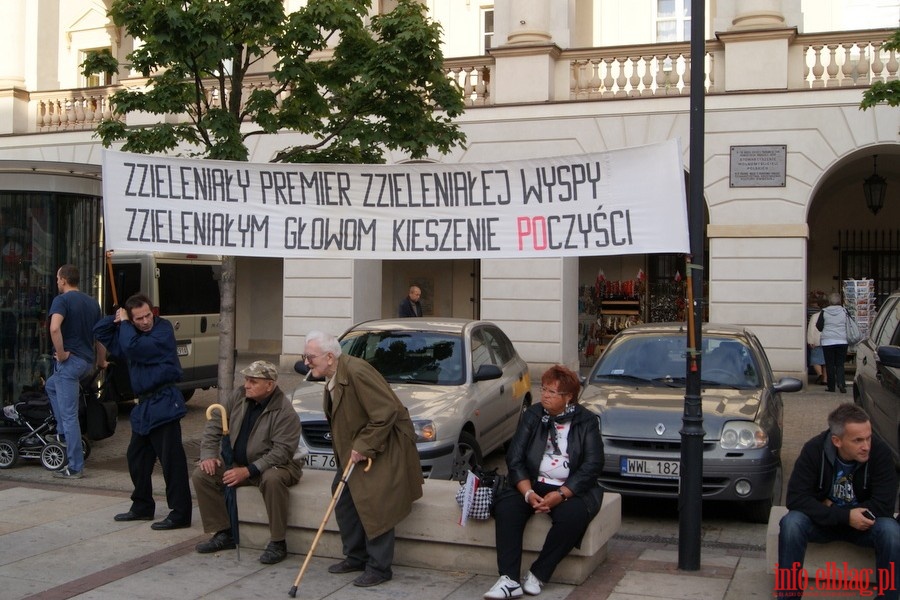 ZZIELENIAŁY PREMIER ZZIELENIAŁEJ WYSPY
ZZIELENIAŁYM GŁOWOM KIESZENIE POCZYŚCI
WWL 182
info.elblag.pl